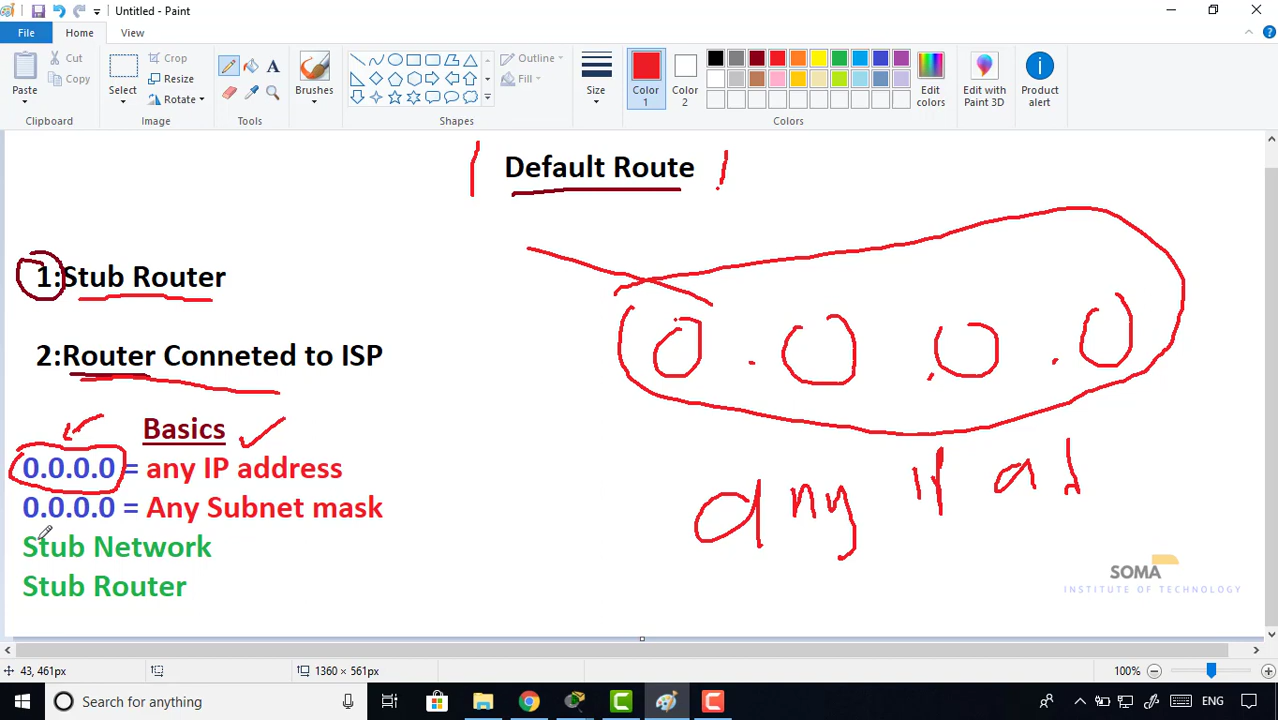 Untitled - Paint
File Home View
Paste
Cut
Copy
Clipboard
Select
Crop
Resize
Rotate
Image
Tools
Brushes
Shapes
Outline
Fill
Size
Color 1
Color 2
Colors
Edit colors
Edit with Paint 3D
Product alert
Default Route
1:Stub Router
2:Router Conneted to ISP
Basics
0.0.0.0 = any IP address
0.0.0.0 = Any Subnet mask
Stub Network
Stub Router
0.0.0.0
any
SOMA
INSTITUTE OF TECHNOLOGY
43, 461px
1360 × 561px
100%
Search for anything
ENG